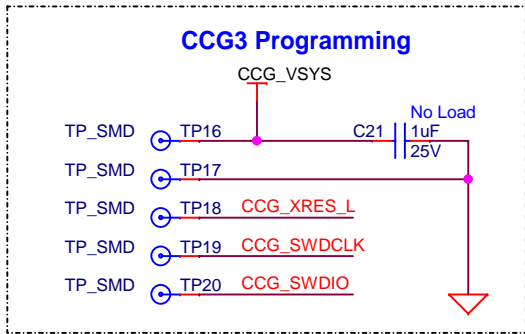 CCG3 Programming
CCG_VSYS
No Load
TP_SMD TP16 C21 1uF
25V
TP_SMD TP17
TP_SMD TP18 CCG_XRES_L
TP_SMD TP19 CCG_SWDCLK
TP_SMD TP20 CCG_SWDIO